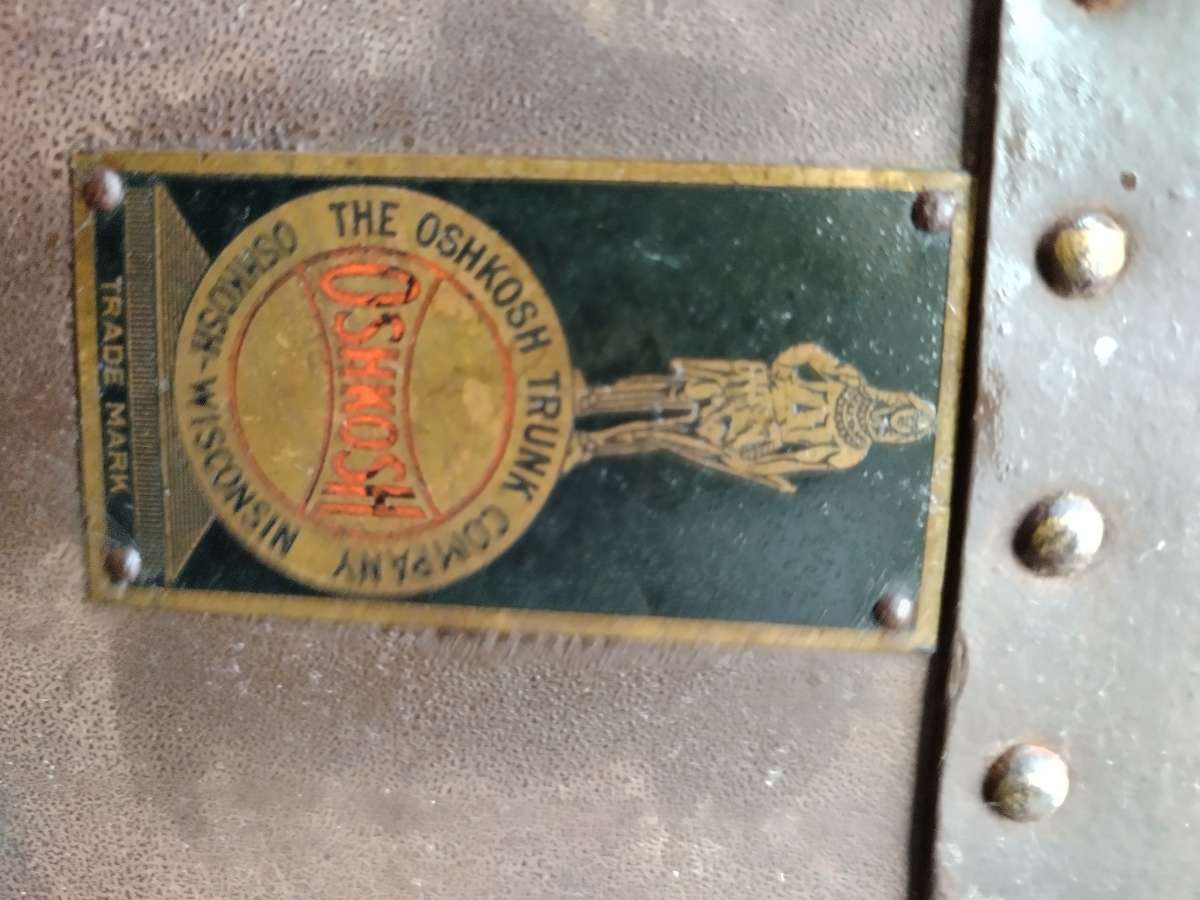 THE OSHKOSH TRUNK COMPANY
OSHKOSH
OSHKOSH-WISCONSIN
TRADE MARK